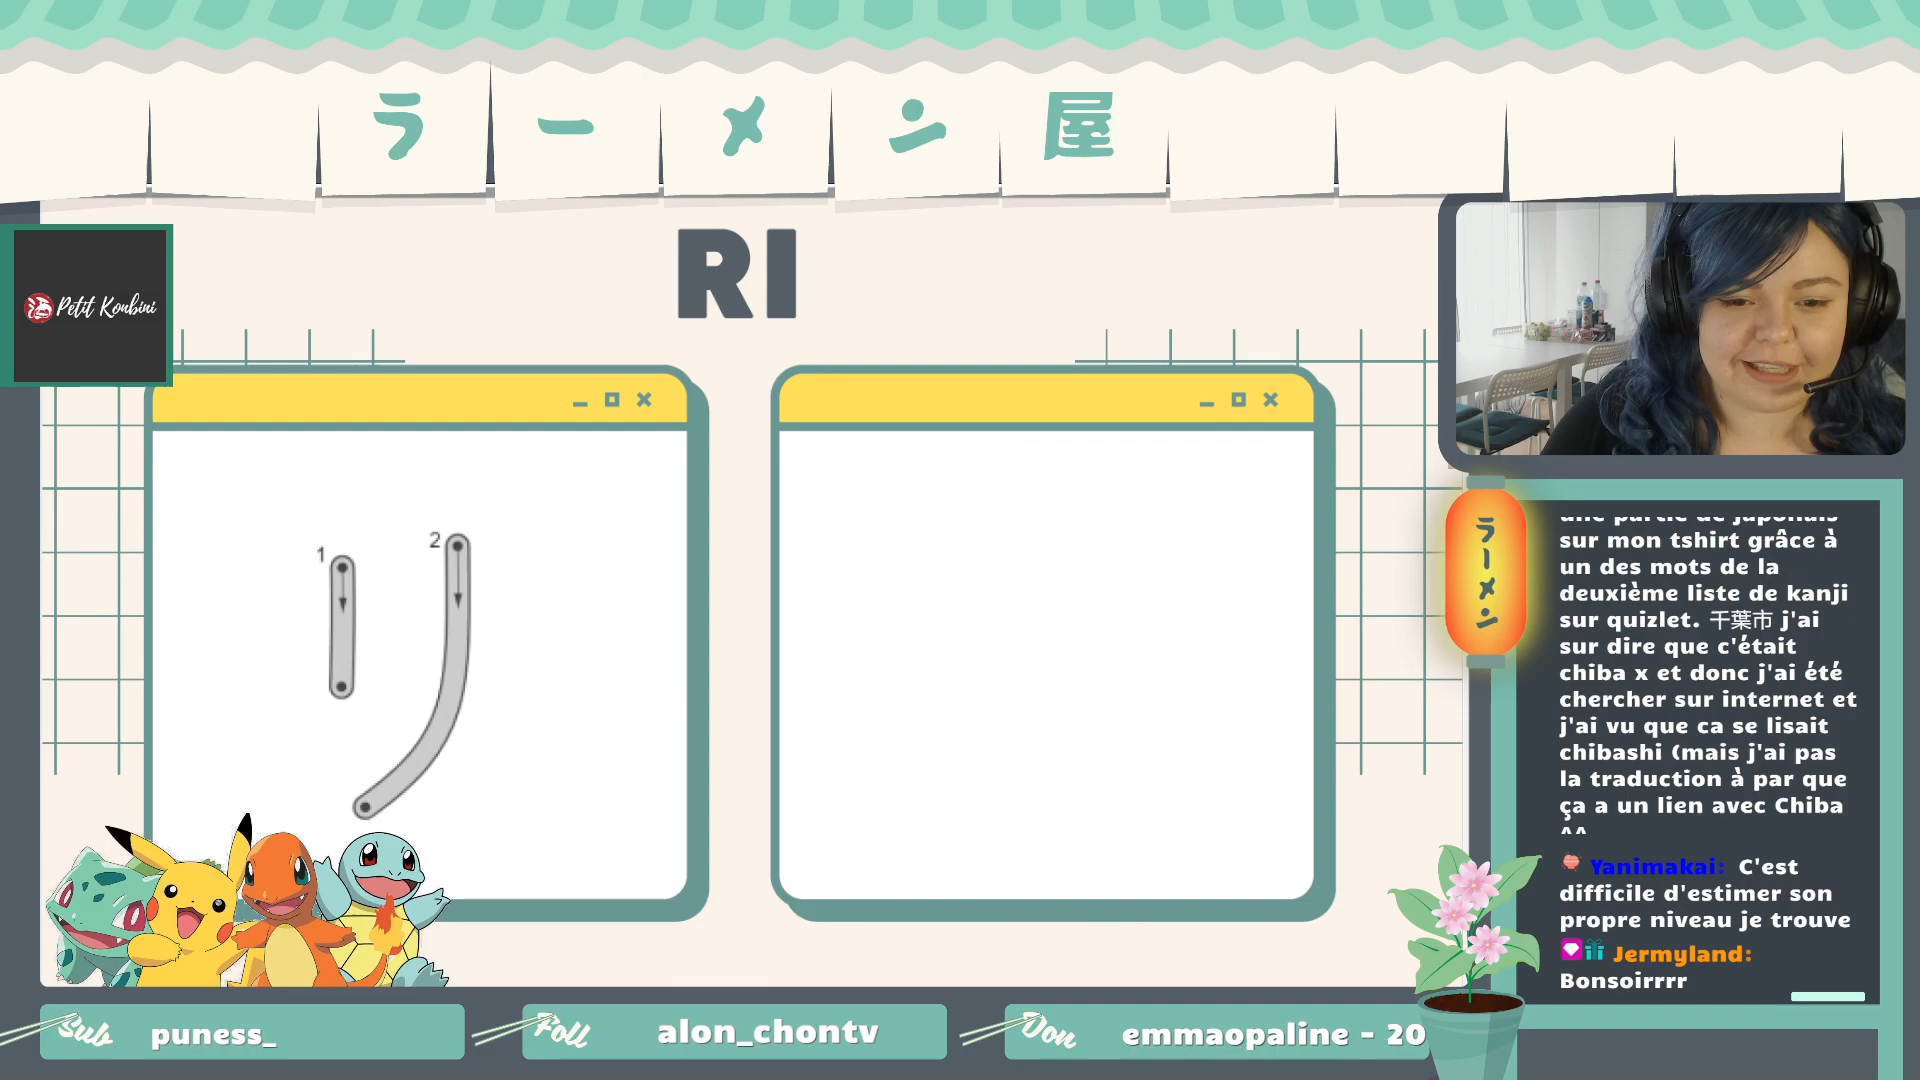 ラーメン屋
RI
Petit Konbini
1
2
ラーメン
une partie de japonais
sur mon tshirt grâce à
un des mots de la
deuxième liste de kanji
sur quizlet. 千葉市 j'ai
sur dire que c'était
chiba x et donc j'ai été
chercher sur internet et
j'ai vu que ca se lisait
chibashi (mais j'ai pas
la traduction à par que
ça a un lien avec Chiba
^^
Yanimakai: C'est
difficile d'estimer son
propre niveau je trouve
Jermyland:
Bonsoirrrr
Sub puness_
Foll alon_chontv
Don emmaopaline - 20